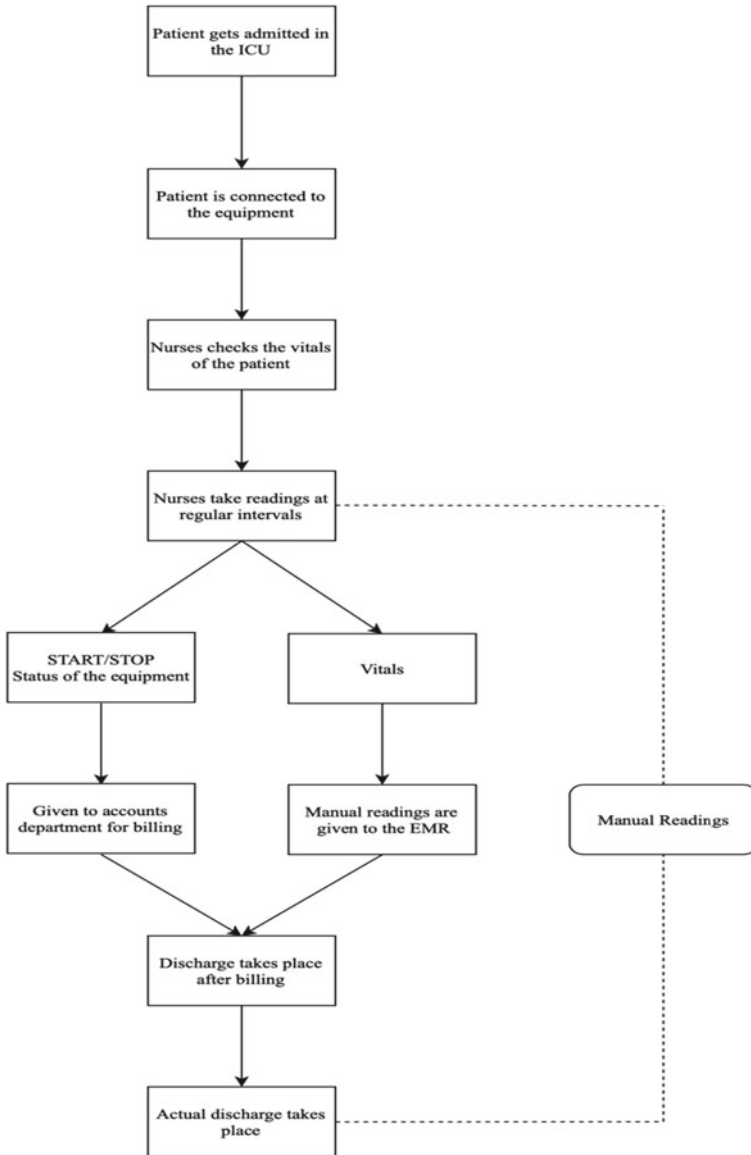 Patient gets admitted in
the ICU
Patient is connected to
the equipment
Nurses checks the vitals
of the patient
Nurses take readings at
regular intervals
START/STOP
Status of the equipment
Vitals
Given to accounts
department for billing
Manual readings are
given to the EMR
Manual Readings
Discharge takes place
after billing
Actual discharge takes
place